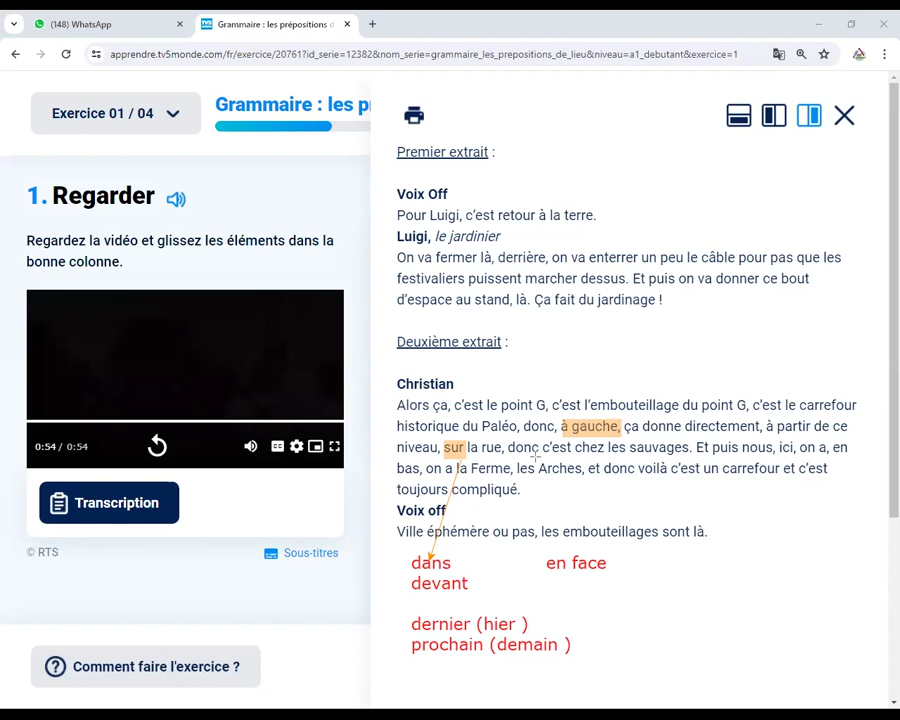 (148) WhatsApp
Grammaire : les prépositions d
apprendre.tv5monde.com/fr/exercice/20761?id_serie=12382&nom_serie=grammaire_les_prepositions_de_lieu&niveau=a1_debutant&exercice=1
Exercice 01 / 04
Grammaire : les p
1. Regarder
Regardez la vidéo et glissez les éléments dans la
bonne colonne.
0:54 / 0:54
CC
Transcription
© RTS
Sous-titres
? Comment faire l'exercice ?
Premier extrait :
Voix Off
Pour Luigi, c’est retour à la terre.
Luigi, le jardinier
On va fermer là, derrière, on va enterrer un peu le câble pour pas que les
festivaliers puissent marcher dessus. Et puis on va donner ce bout
d’espace au stand, là. Ça fait du jardinage !
Deuxième extrait :
Christian
Alors ça, c’est le point G, c’est l’embouteillage du point G, c’est le carrefour
historique du Paléo, donc, à gauche, ça donne directement, à partir de ce
niveau, sur la rue, donc c’est chez les sauvages. Et puis nous, ici, on a, en
bas, on a la Ferme, les Arches, et donc voilà c’est un carrefour et c’est
toujours compliqué.
Voix off
Ville éphémère ou pas, les embouteillages sont là.
dans en face
devant
dernier (hier )
prochain (demain )